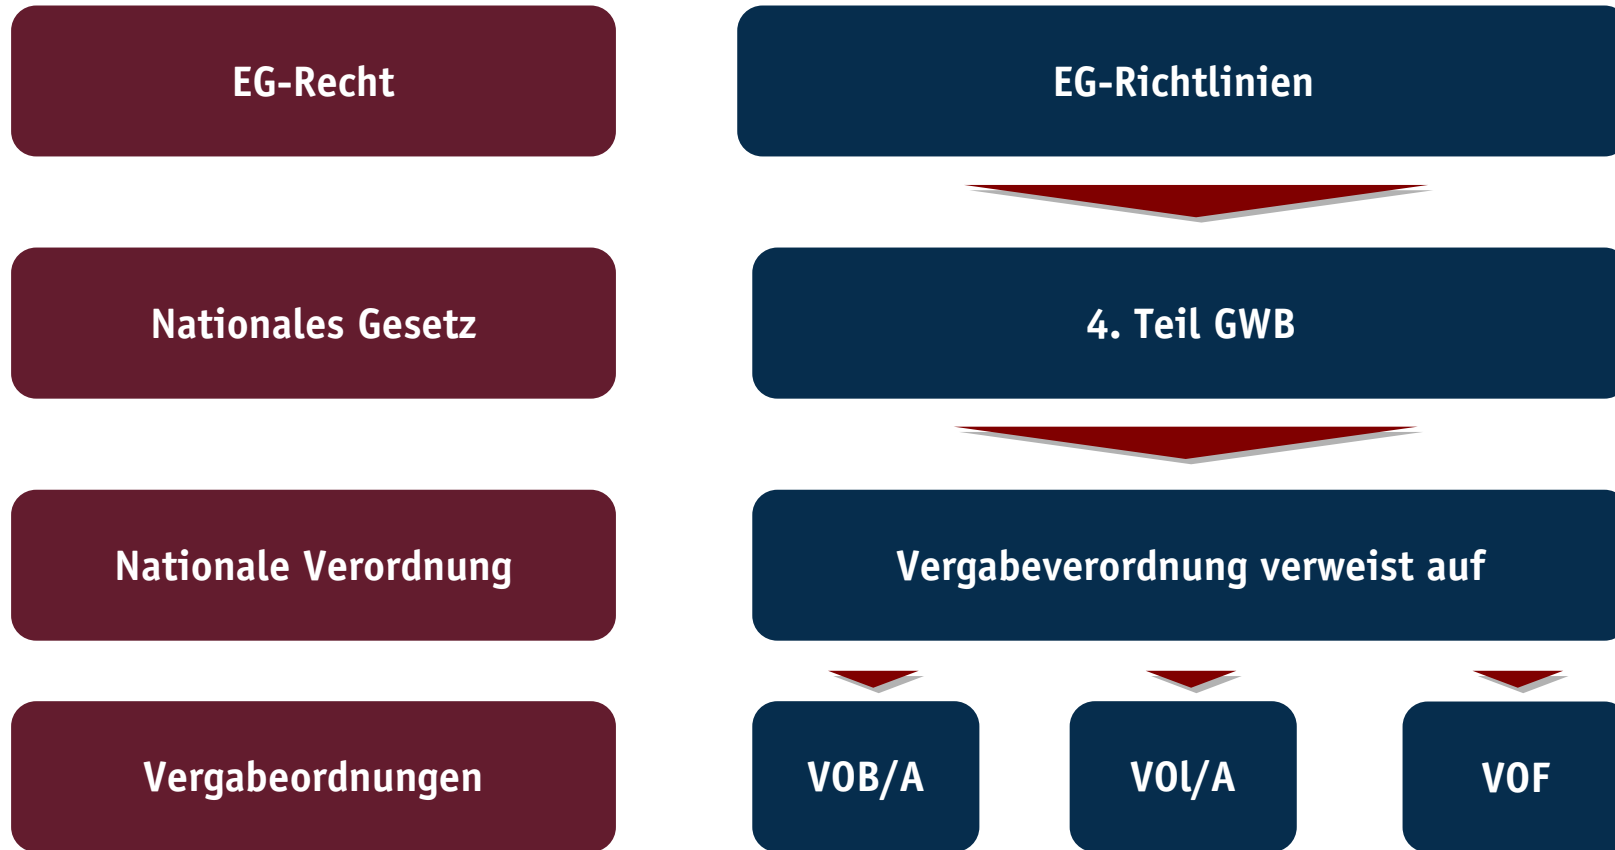 EG-Recht
EG-Richtlinien
Nationales Gesetz
4. Teil GWB
Nationale Verordnung
Vergabeverordnung verweist auf
Vergabeordnungen
VOB/A
VOl/A
VOF